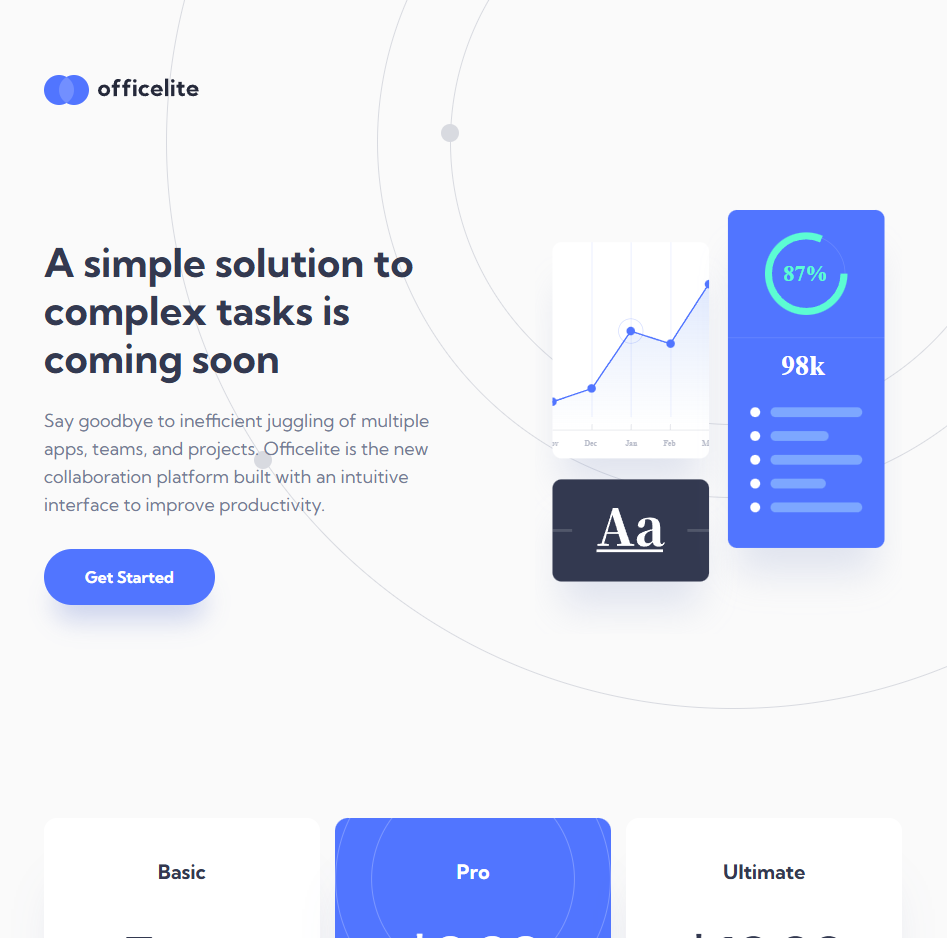 officelite
A simple solution to
complex tasks is
coming soon
Say goodbye to inefficient juggling of multiple
apps, teams, and projects. Officelite is the new
collaboration platform built with an intuitive
interface to improve productivity.
Get Started
87%
98k
Dec Jan Feb
Aa
Basic Pro Ultimate